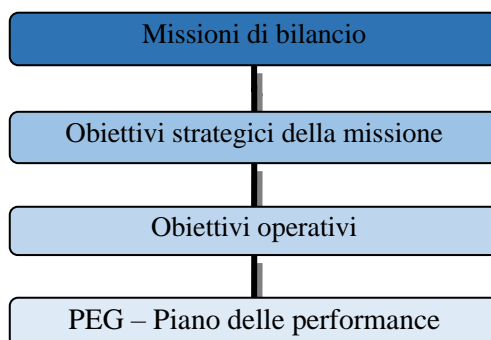 Missioni di bilancio
Obiettivi strategici della missione
Obiettivi operativi
PEG – Piano delle performance